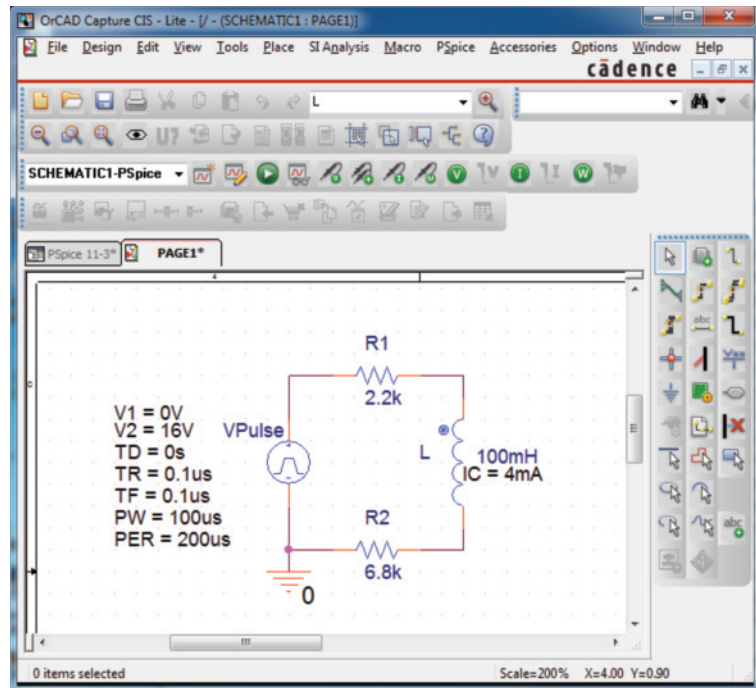 OrCAD Capture CIS - Lite - [/ - (SCHEMATIC1 : PAGE1)]
File Design Edit View Tools Place SI Analysis Macro PSpice Accessories Options Window Help
cādence
L
U?
SCHEMATIC1-PSpice
V V I I W
PSpice 11-3* PAGE1*
4
abc
C
R1
2.2k
V1 = 0V
V2 = 16V
TD = 0s
TR = 0.1us
TF = 0.1us
PW = 100us
PER = 200us
VPulse
L
100mH
IC = 4mA
R2
6.8k
0
abc
0 items selected Scale=200% X=4.00 Y=0.90